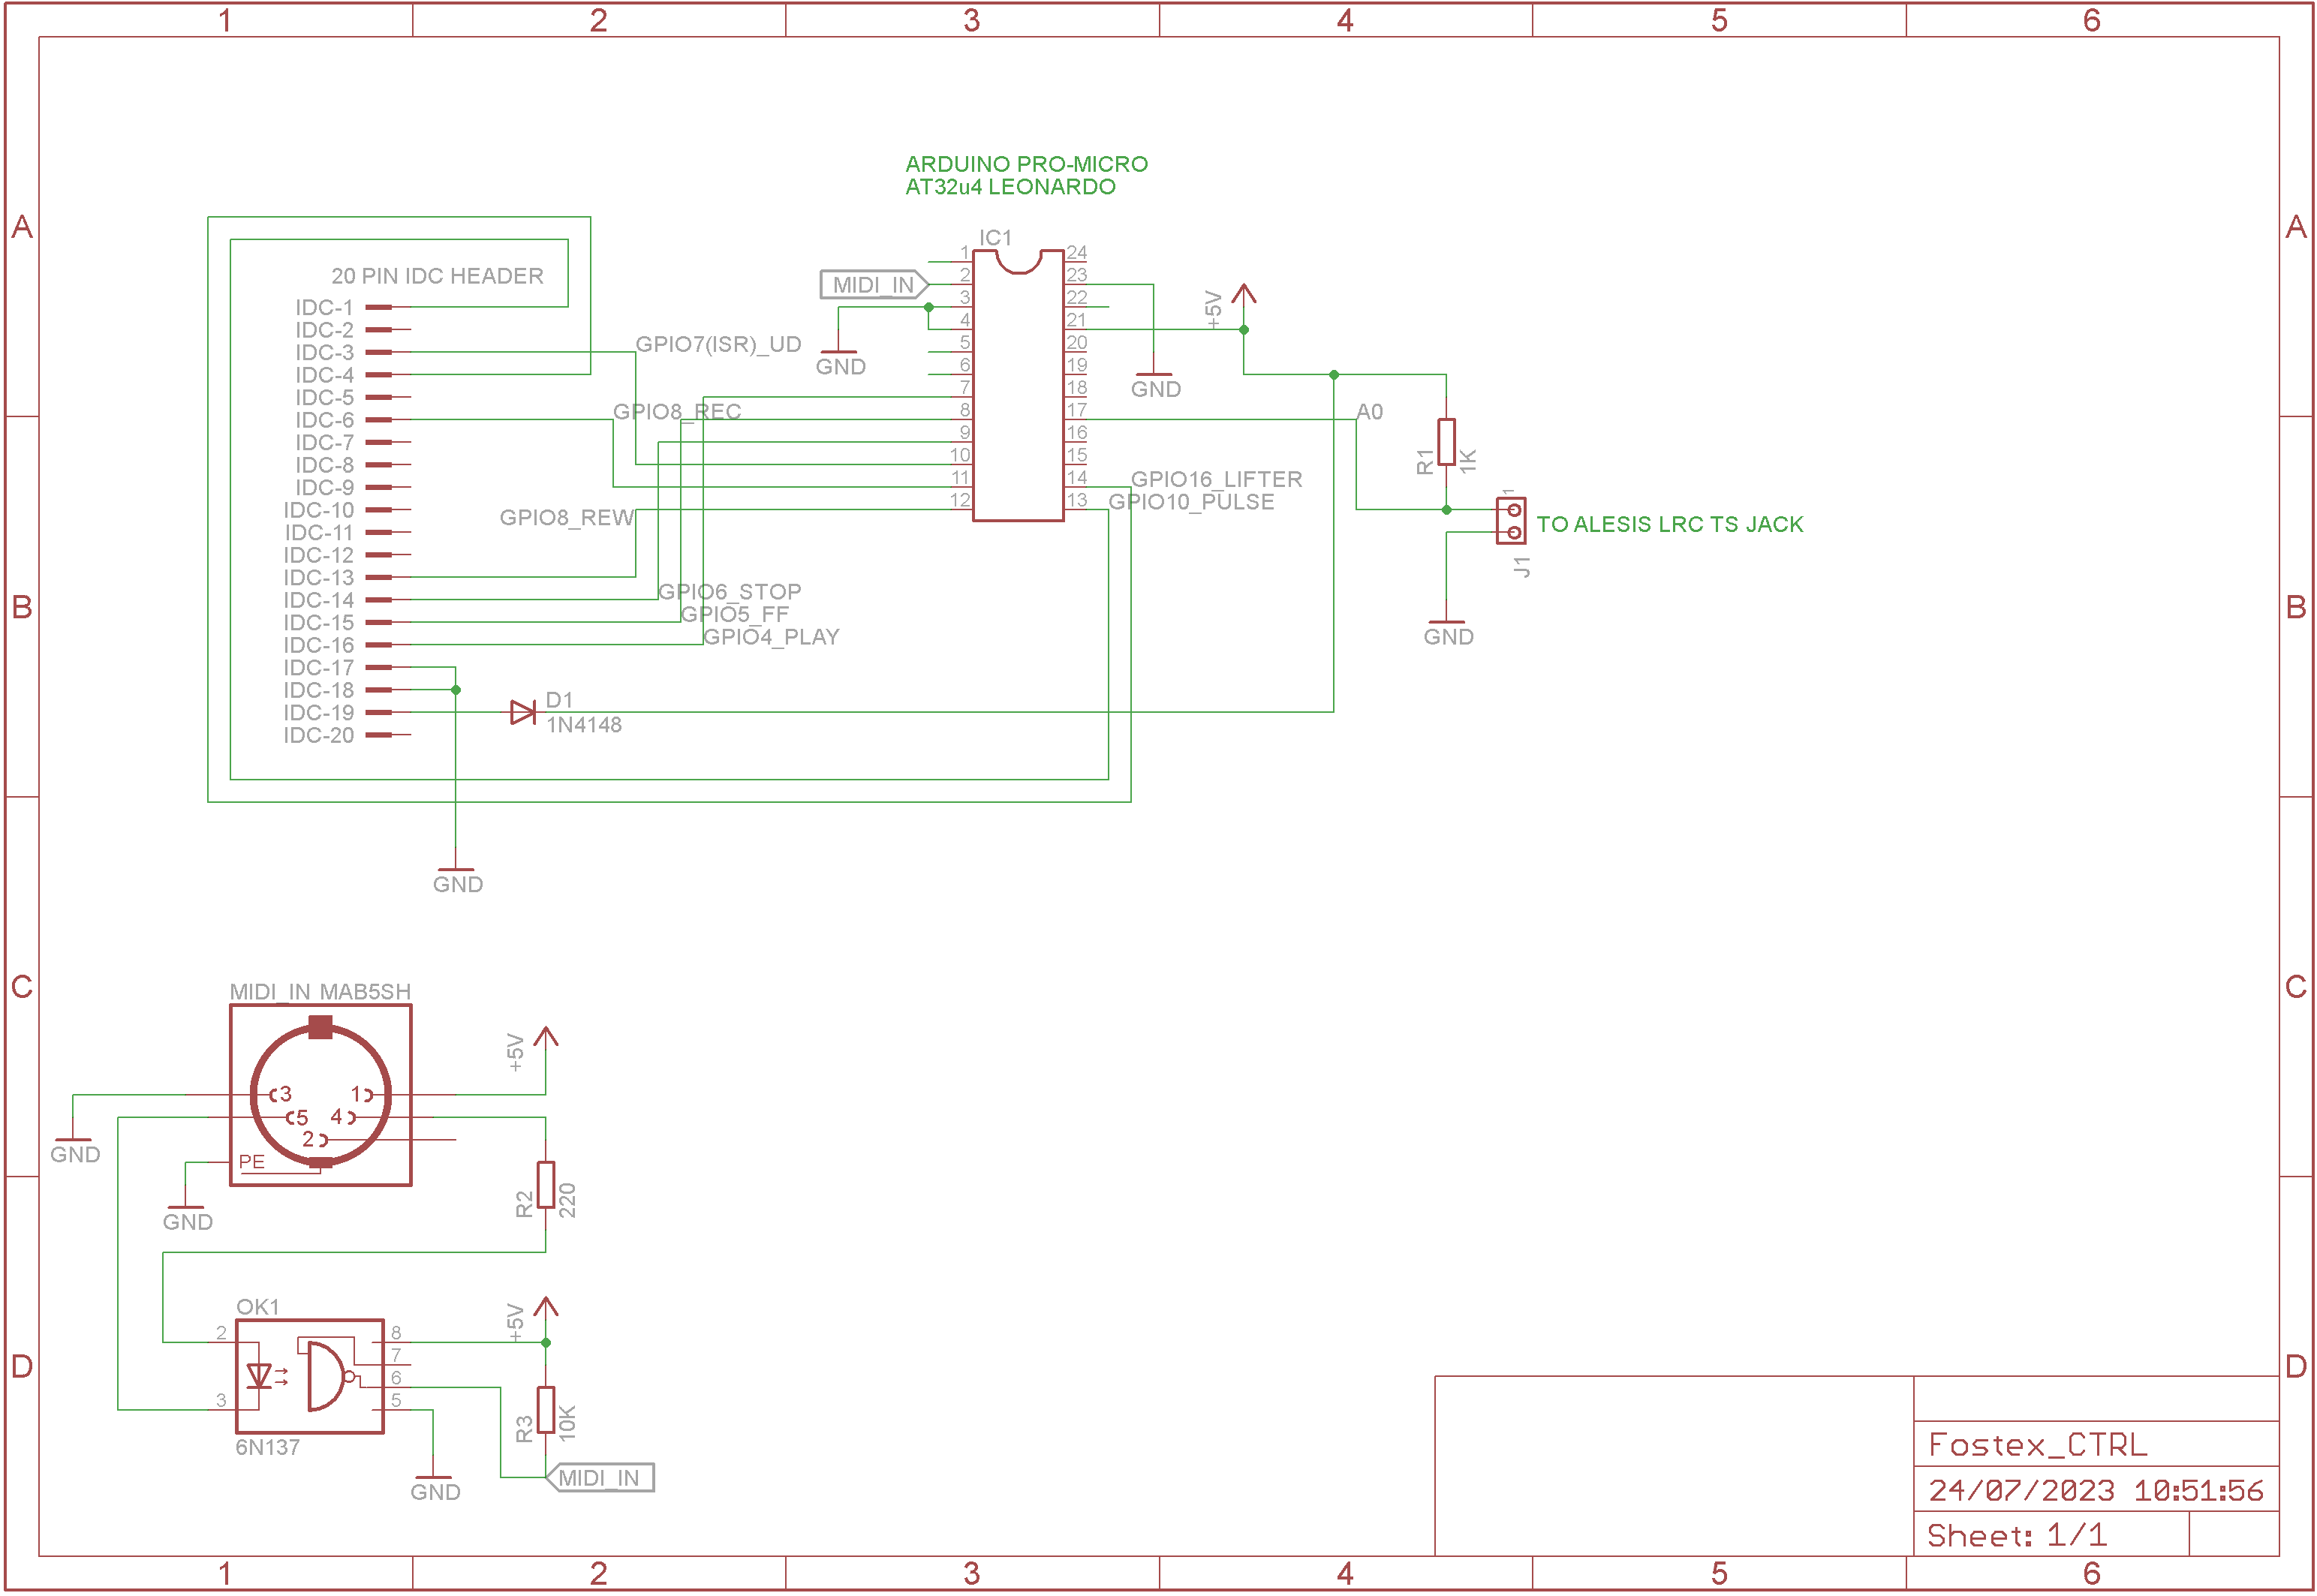 1 2 3 4 5 6
A A
B B
C C
D D
1 2 3 4 5 6
ARDUINO PRO-MICRO
AT32u4 LEONARDO
IC1
1
2
3
4
5
6
7
8
9
10
11
12
24
23
22
21
20
19
18
17
16
15
14
13
MIDI_IN
GND
GND
+5V
20 PIN IDC HEADER
IDC-1
IDC-2
IDC-3
IDC-4
IDC-5
IDC-6
IDC-7
IDC-8
IDC-9
IDC-10
IDC-11
IDC-12
IDC-13
IDC-14
IDC-15
IDC-16
IDC-17
IDC-18
IDC-19
IDC-20
GPIO7(ISR)_UD
GPIO8_REC
GPIO8_REW
GPIO6_STOP
GPIO5_FF
GPIO4_PLAY
D1
1N4148
GND
A0
GPIO16_LIFTER
GPIO10_PULSE
R1
1K
1
J1
TO ALESIS LRC TS JACK
GND
MIDI_IN MAB5SH
3 1
5 4
2
PE
GND
GND
+5V
R2
220
OK1
2
3
8
7
6
5
6N137
+5V
R3
10K
GND
MIDI_IN
Fostex_CTRL
24/07/2023 10:51:56
Sheet: 1/1